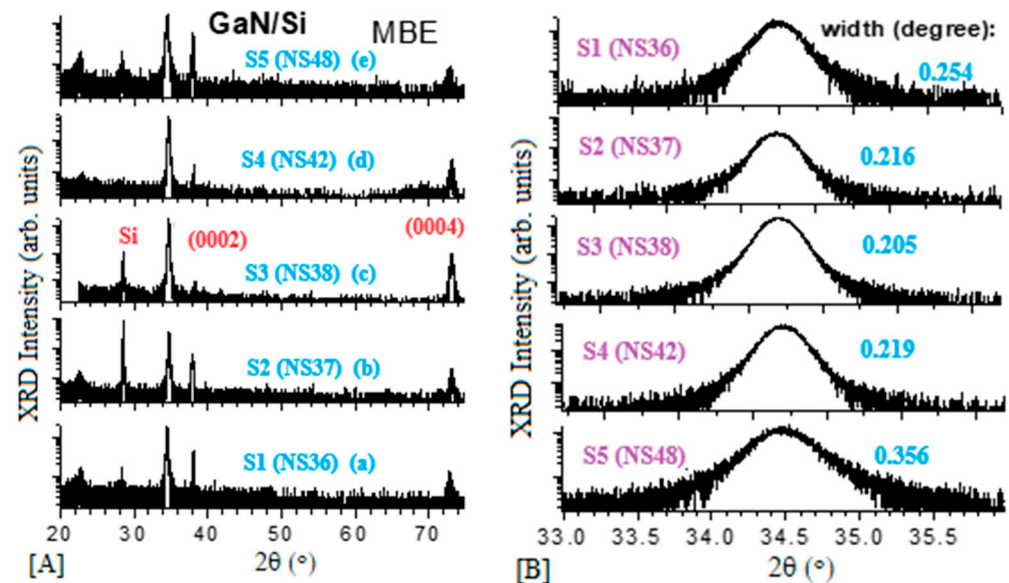 GaN/Si
MBE
S5 (NS48) (e)
S4 (NS42) (d)
Si
(0002)
(0004)
S3 (NS38) (c)
S2 (NS37) (b)
S1 (NS36) (a)
XRD Intensity (arb. units)
20 30 40 50 60 70
2θ (°)
[A]
width (degree):
S1 (NS36)
0.254
S2 (NS37)
0.216
S3 (NS38)
0.205
S4 (NS42)
0.219
S5 (NS48)
0.356
XRD Intensity (arb. units)
33.0 33.5 34.0 34.5 35.0 35.5
2θ (°)
[B]